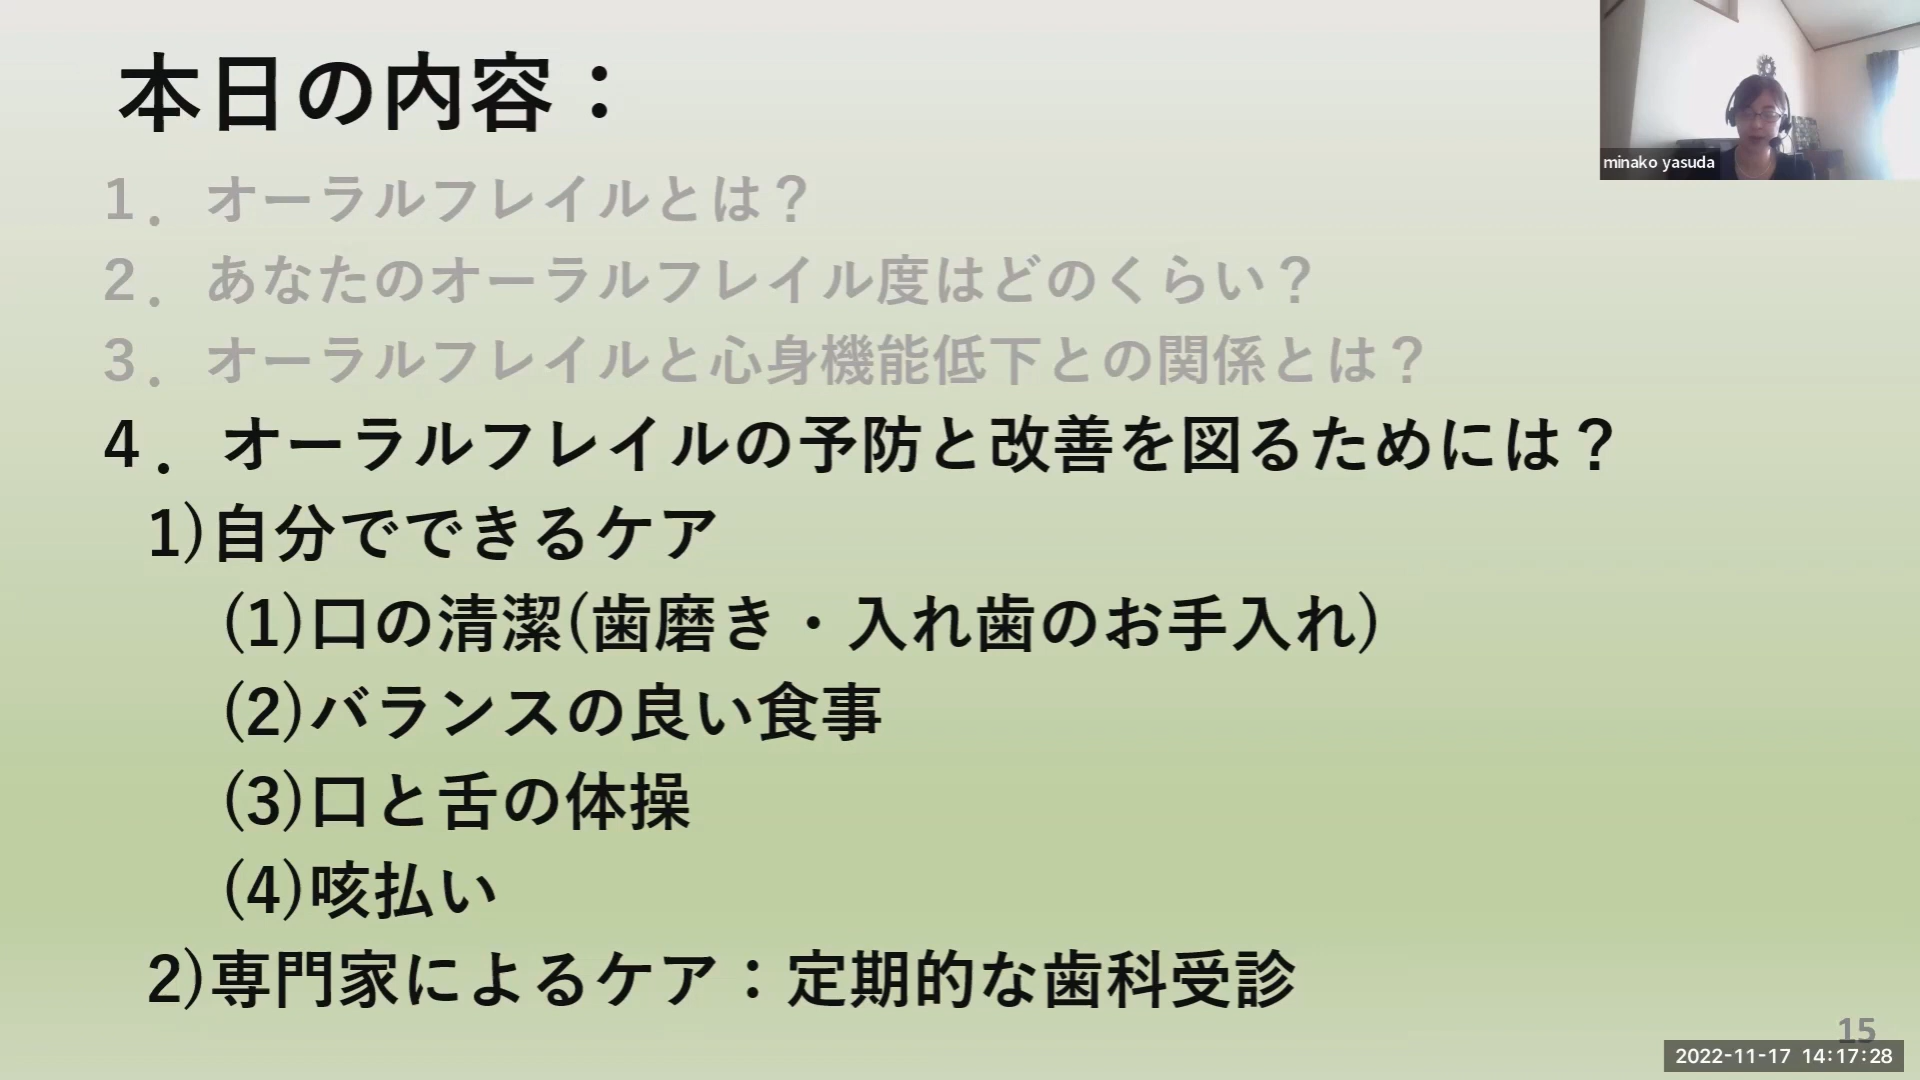 本日の内容：
minako yasuda
1．オーラルフレイルとは？
2．あなたのオーラルフレイル度はどのくらい？
3．オーラルフレイルと心身機能低下との関係とは？
4．オーラルフレイルの予防と改善を図るためには？
1)自分でできるケア
(1)口の清潔(歯磨き・入れ歯のお手入れ)
(2)バランスの良い食事
(3)口と舌の体操
(4)咳払い
2)専門家によるケア：定期的な歯科受診
15
2022-11-17 14:17:28